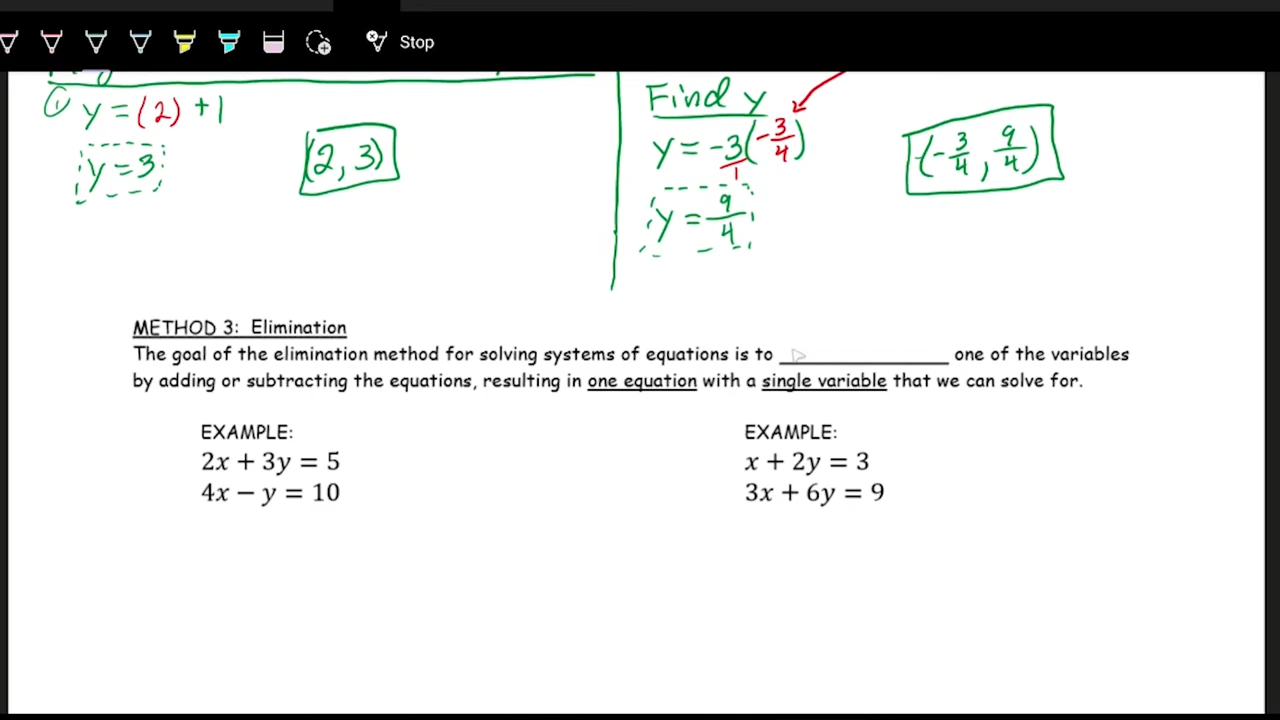 Stop
① y = (2) + 1
y = 3
(2, 3)
Find y
y = -3/1 (-3/4)
y = 9/4
(-3/4, 9/4)
METHOD 3: Elimination
The goal of the elimination method for solving systems of equations is to ________________ one of the variables
by adding or subtracting the equations, resulting in one equation with a single variable that we can solve for.
EXAMPLE:
2x + 3y = 5
4x − y = 10
EXAMPLE:
x + 2y = 3
3x + 6y = 9